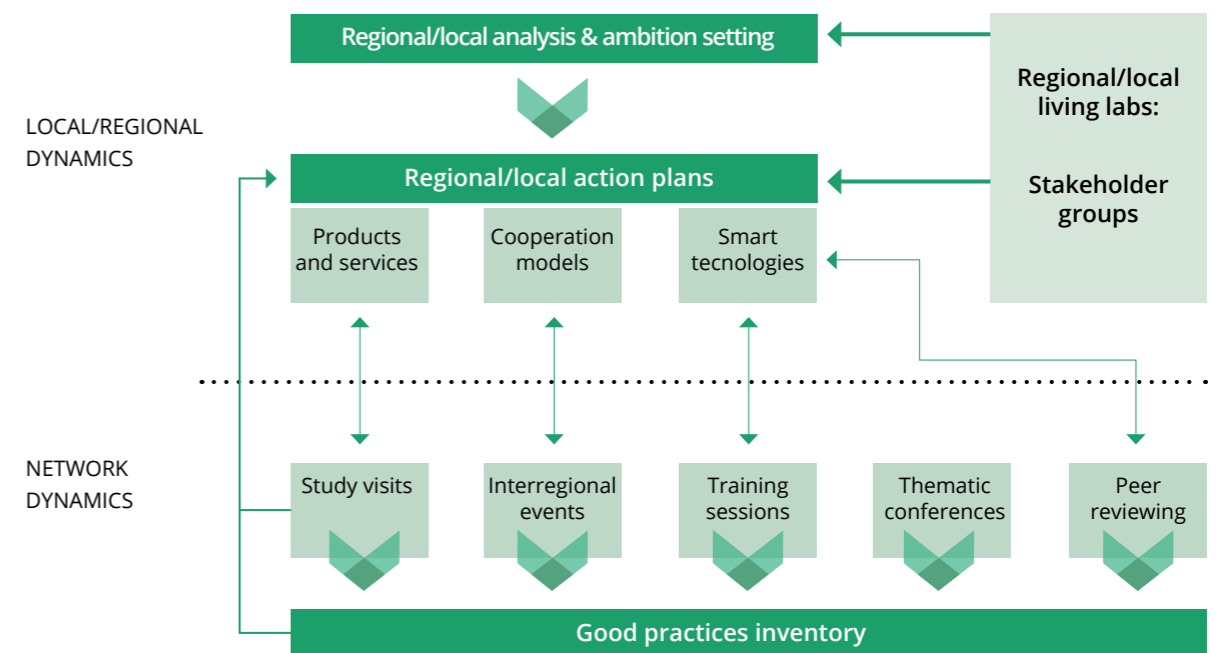 Regional/local analysis & ambition setting
Regional/local
living labs:
Stakeholder
groups
LOCAL/REGIONAL
DYNAMICS
Regional/local action plans
Products
and services
Cooperation
models
Smart
tecnologies
NETWORK
DYNAMICS
Study visits
Interregional
events
Training
sessions
Thematic
conferences
Peer
reviewing
Good practices inventory